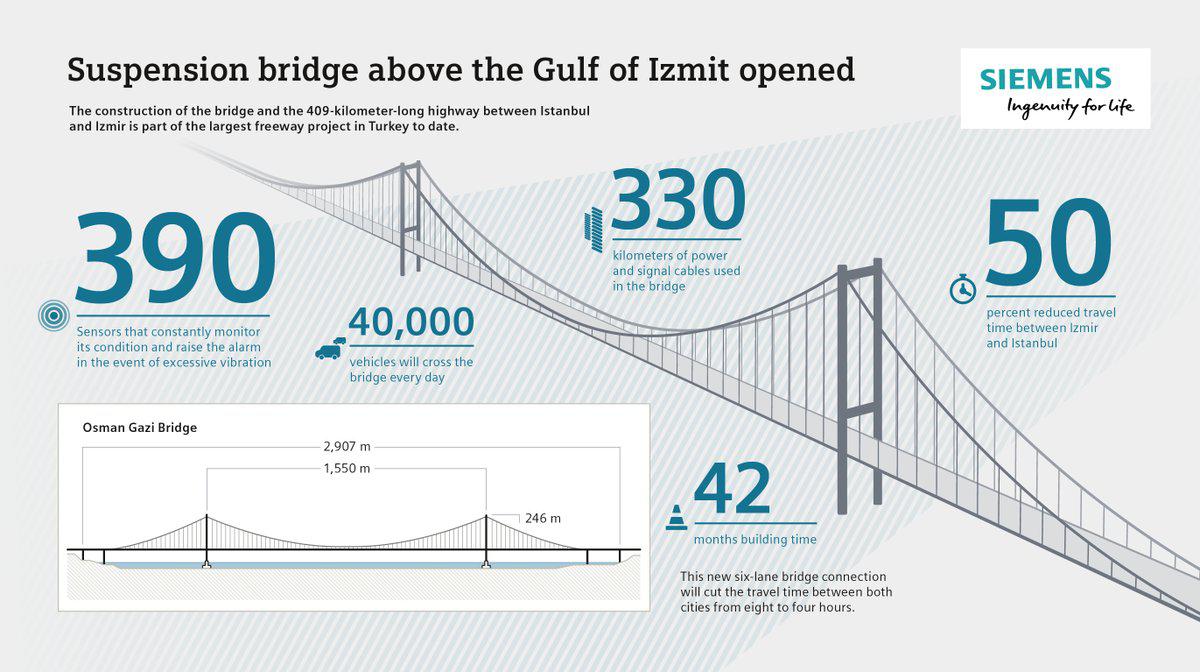 Suspension bridge above the Gulf of Izmit opened
SIEMENS
Ingenuity for life
The construction of the bridge and the 409-kilometer-long highway between Istanbul
and Izmir is part of the largest freeway project in Turkey to date.
390
Sensors that constantly monitor
its condition and raise the alarm
in the event of excessive vibration
40,000
vehicles will cross the
bridge every day
330
kilometers of power
and signal cables used
in the bridge
50
percent reduced travel
time between Izmir
and Istanbul
Osman Gazi Bridge
2,907 m
1,550 m
246 m
42
months building time
This new six-lane bridge connection
will cut the travel time between both
cities from eight to four hours.